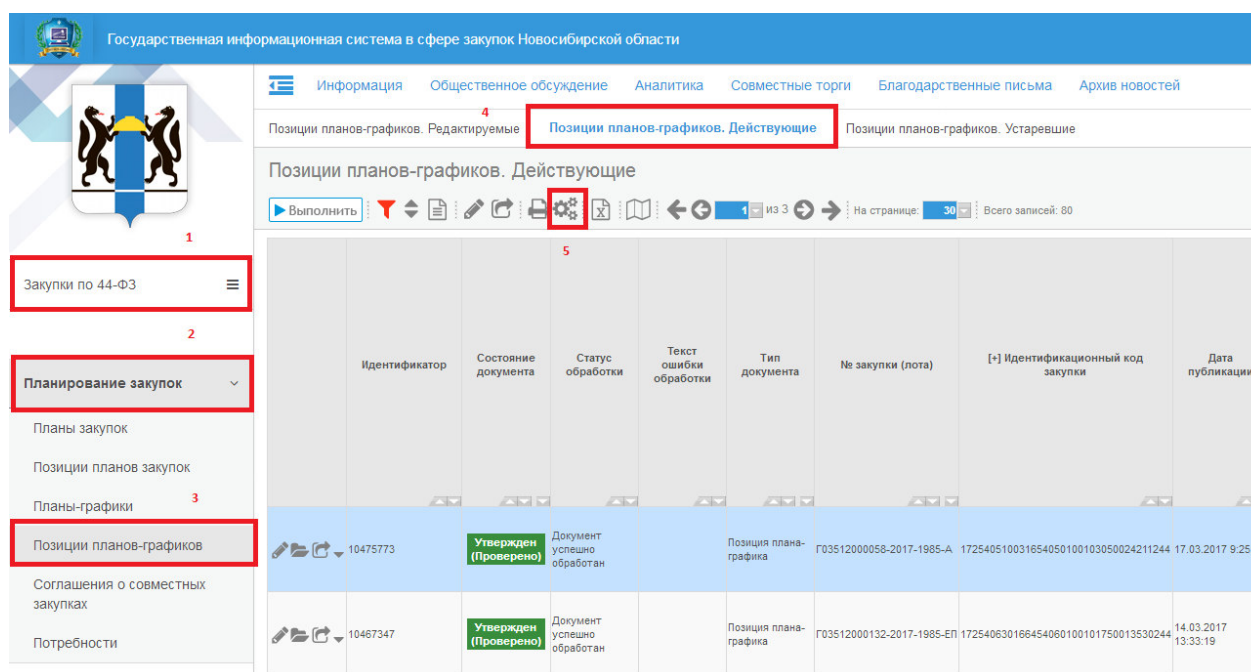 Государственная информационная система в сфере закупок Новосибирской области
Информация Общественное обсуждение Аналитика Совместные торги Благодарственные письма Архив новостей
4
Позиции планов-графиков. Редактируемые Позиции планов-графиков. Действующие Позиции планов-графиков. Устаревшие
Позиции планов-графиков. Действующие
Выполнить 1 из 3 На странице: 30 Всего записей: 80
5
1
Закупки по 44-ФЗ
2
Планирование закупок
Планы закупок
Позиции планов закупок
Планы-графики
3
Позиции планов-графиков
Соглашения о совместных
закупках
Потребности
Идентификатор
Состояние
документа
Статус
обработки
Текст
ошибки
обработки
Тип
документа
№ закупки (лота)
[+] Идентификационный код
закупки
Дата
публикации
10475773
Утвержден
(Проверено)
Документ
успешно
обработан
Позиция плана-
графика
Г03512000058-2017-1985-А
172540510031654050100103050024211244
17.03.2017 9:25
10467347
Утвержден
(Проверено)
Документ
успешно
обработан
Позиция плана-
графика
Г03512000132-2017-1985-ЕП
172540630166454060100101750013530244
14.03.2017
13:33:19